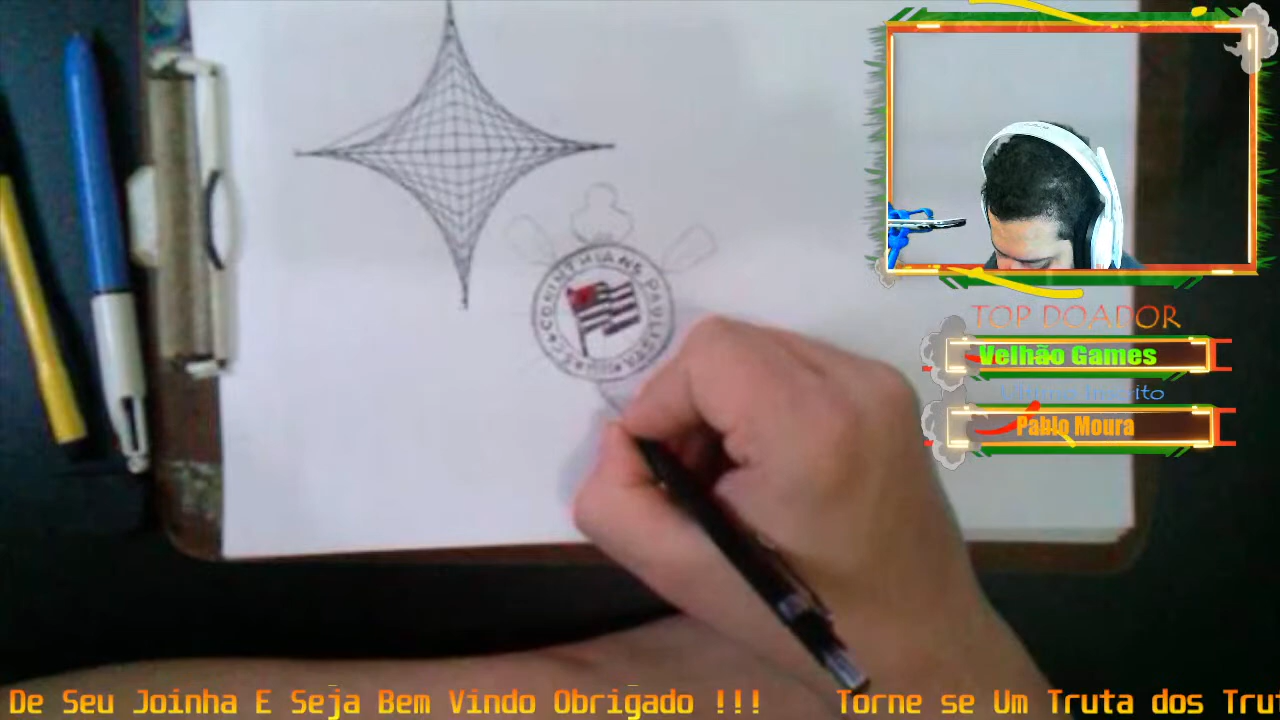 TOP DOADOR
Velhão Games
Pablo Moura
CORINTHIANS PAULISTA
De Seu Joinha E Seja Bem Vindo Obrigado !!! Torne se Um Truta dos Tru